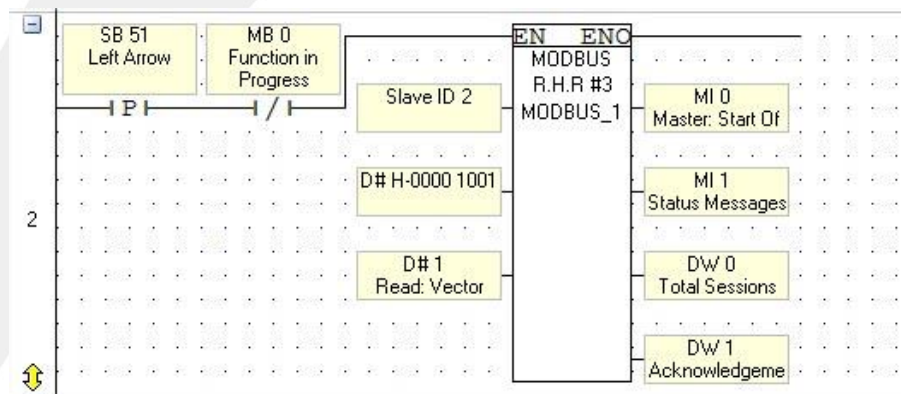 SB 51
Left Arrow
MB 0
Function in
Progress
P
/
EN ENO
MODBUS
R.H.R #3
MODBUS_1
Slave ID 2
MI 0
Master: Start Of
D# H-0000 1001
MI 1
Status Messages
2
D# 1
Read: Vector
DW 0
Total Sessions
DW 1
Acknowledgeme